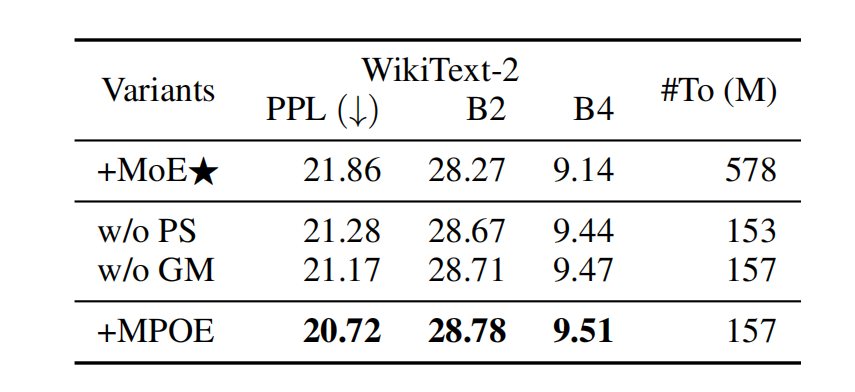 Variants WikiText-2 #To (M)
PPL (↓) B2 B4
+MoE★ 21.86 28.27 9.14 578
w/o PS 21.28 28.67 9.44 153
w/o GM 21.17 28.71 9.47 157
+MPOE 20.72 28.78 9.51 157